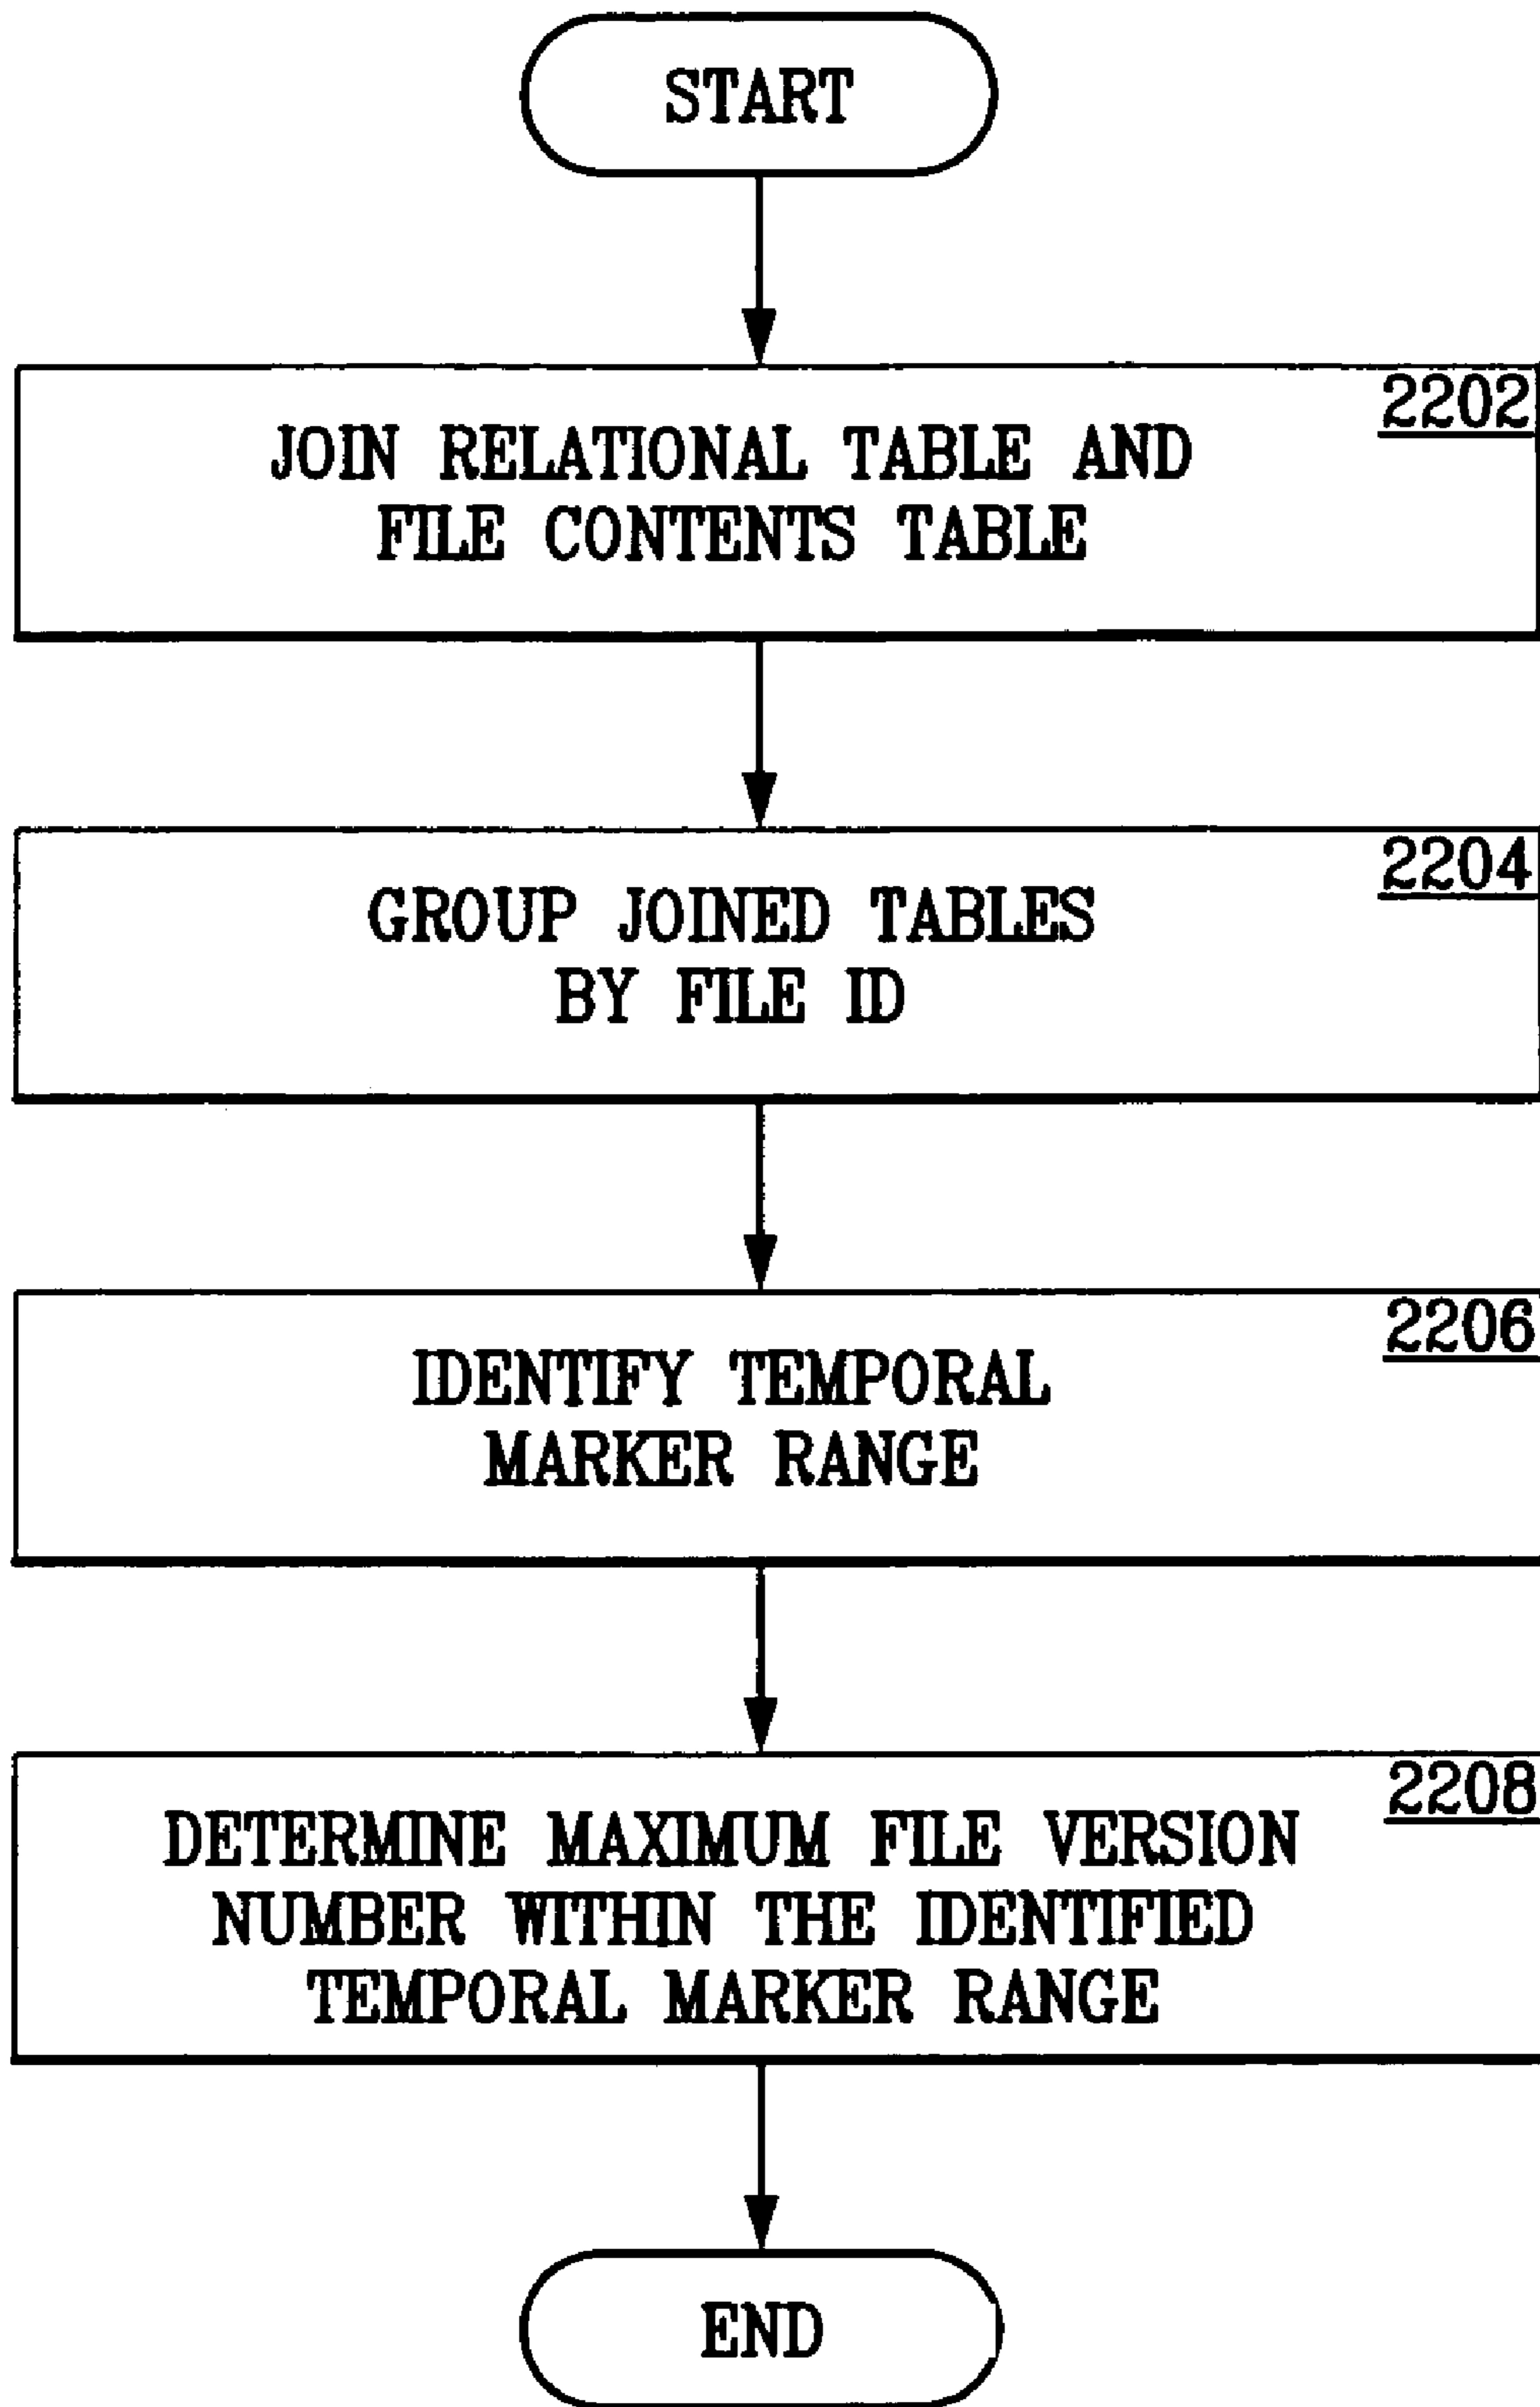 START
2202
JOIN RELATIONAL TABLE AND
FILE CONTENTS TABLE
2204
GROUP JOINED TABLES
BY FILE ID
2206
IDENTIFY TEMPORAL
MARKER RANGE
2208
DETERMINE MAXIMUM FILE VERSION
NUMBER WITHIN THE IDENTIFIED
TEMPORAL MARKER RANGE
END